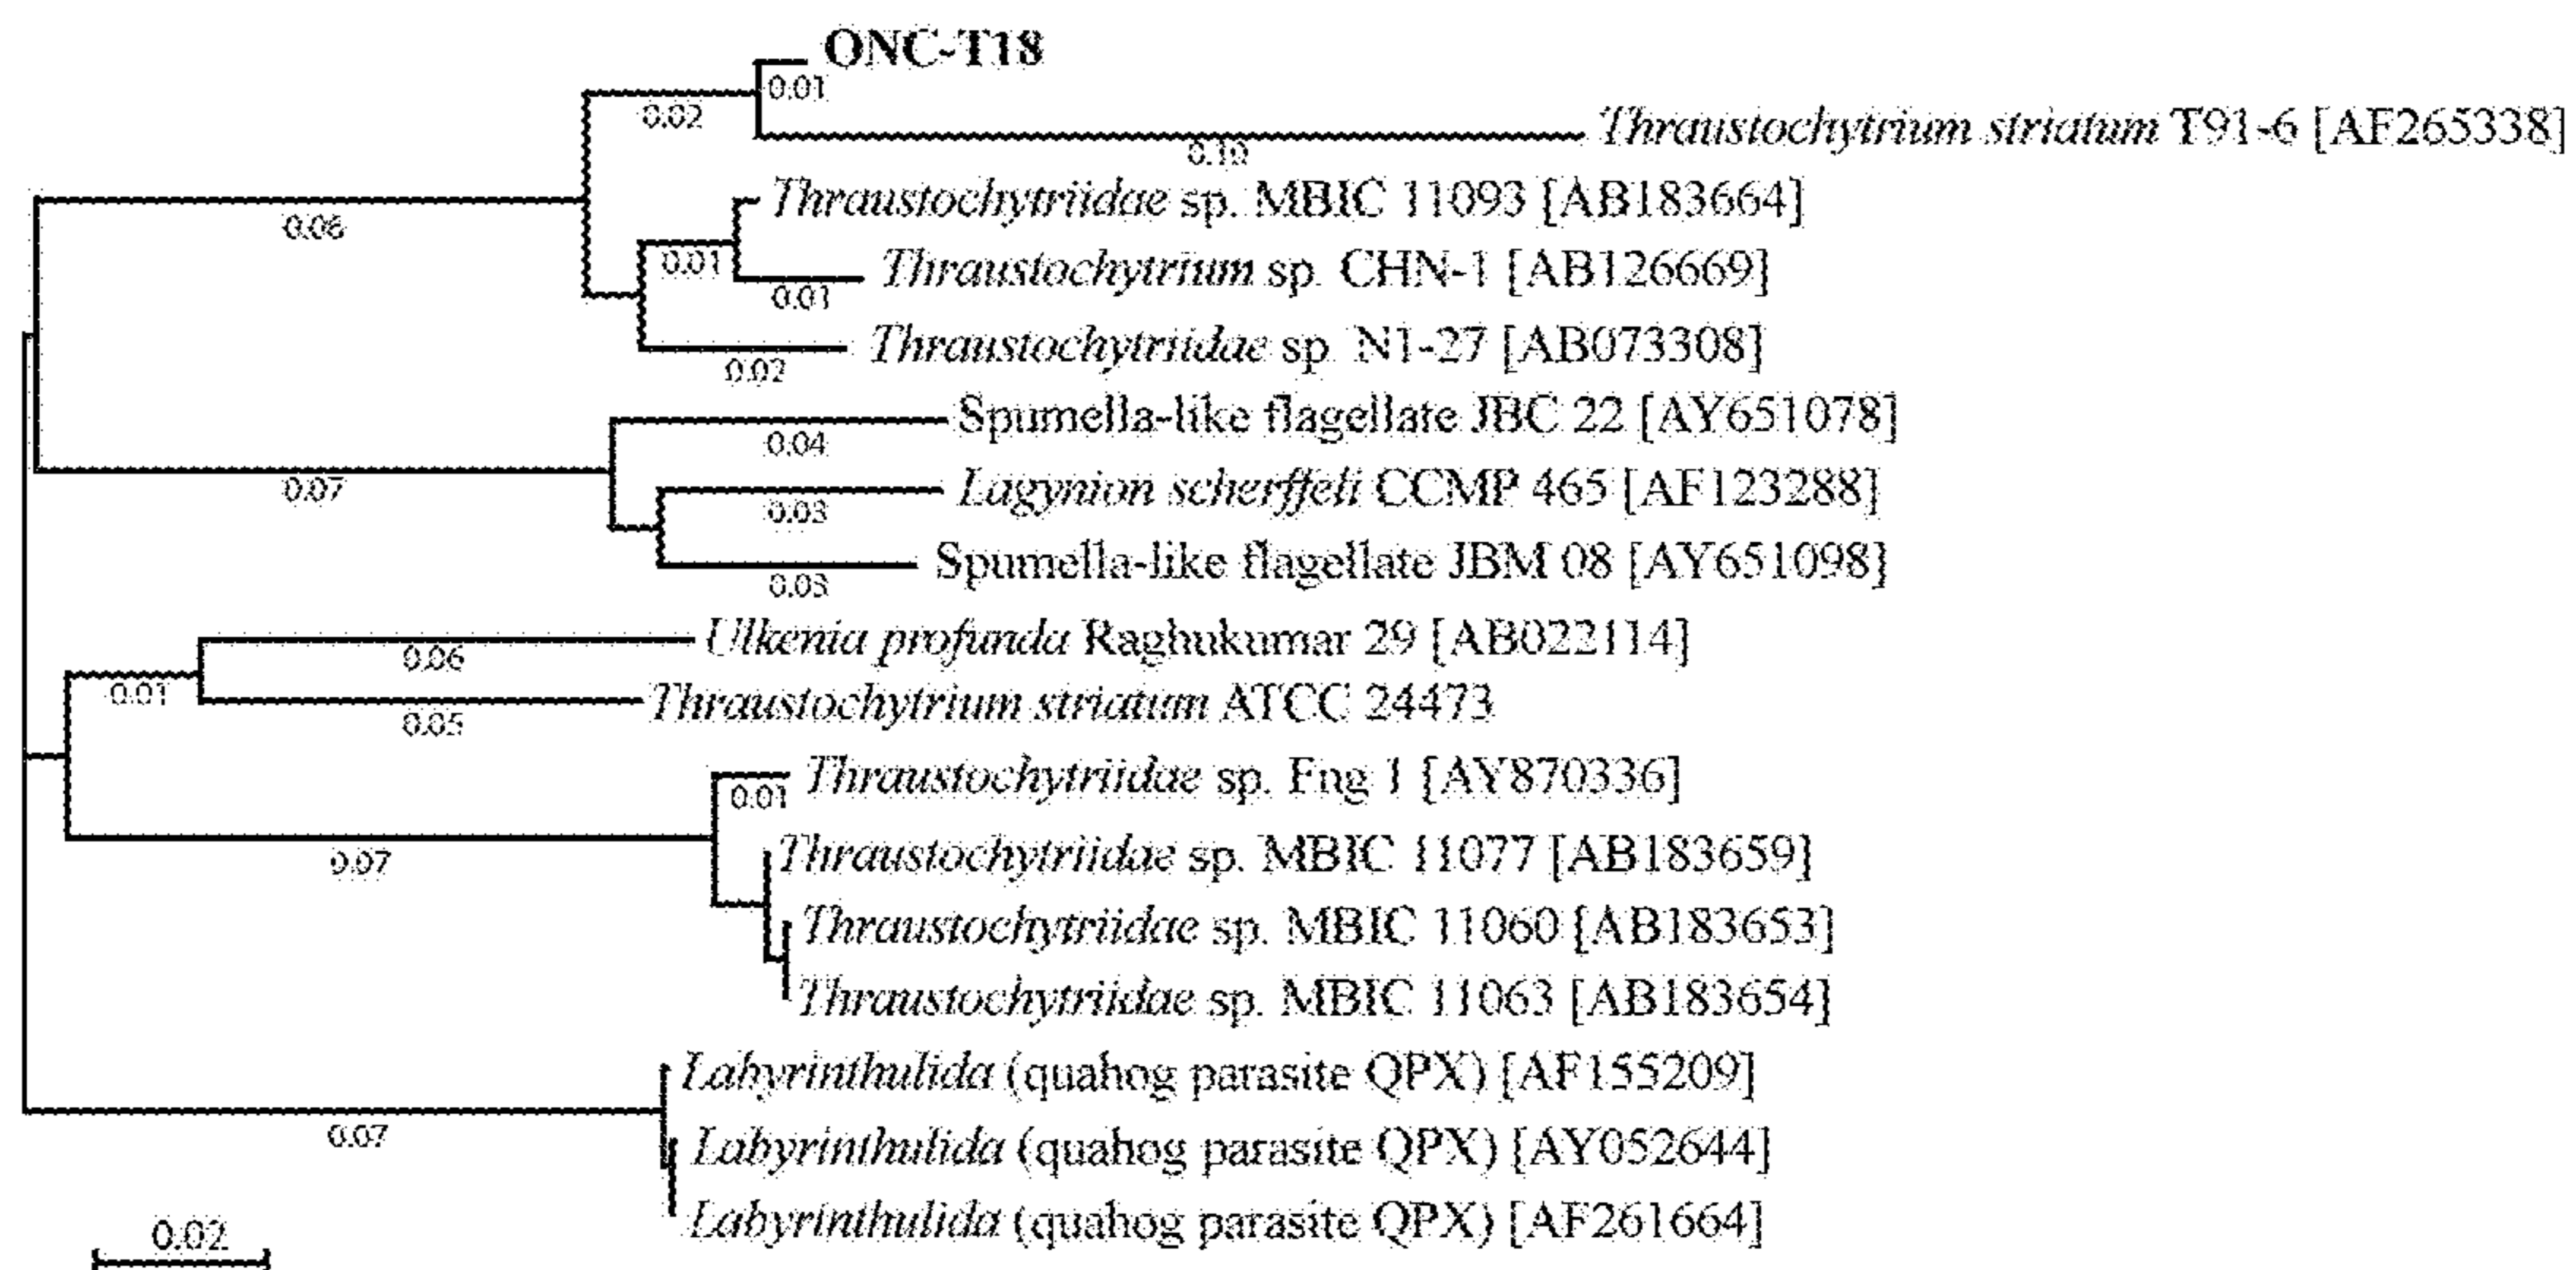 ONC-T18
0.01
0.02
Thraustochytrium striatum T91-6 [AF265338]
0.10
Thraustochytriidae sp. MBIC 11093 [AB183664]
0.06
0.01
Thraustochytrium sp. CHN-1 [AB126669]
0.01
Thraustochytriidae sp. N1-27 [AB073308]
0.02
Spumella-like flagellate JBC 22 [AY651078]
0.04
0.07
Lagynion scherffeli CCMP 465 [AF123288]
0.03
Spumella-like flagellate JBM 08 [AY651098]
0.03
Ulkenia profunda Raghukumar 29 [AB022114]
0.06
0.01
Thraustochytrium striatum ATCC 24473
0.05
Thraustochytriidae sp. Fng 1 [AY870336]
0.01
0.07
Thraustochytriidae sp. MBIC 11077 [AB183659]
Thraustochytriidae sp. MBIC 11060 [AB183653]
Thraustochytriidae sp. MBIC 11063 [AB183654]
Labyrinthulida (quahog parasite QPX) [AF155209]
0.07
Labyrinthulida (quahog parasite QPX) [AY052644]
Labyrinthulida (quahog parasite QPX) [AF261664]
0.02